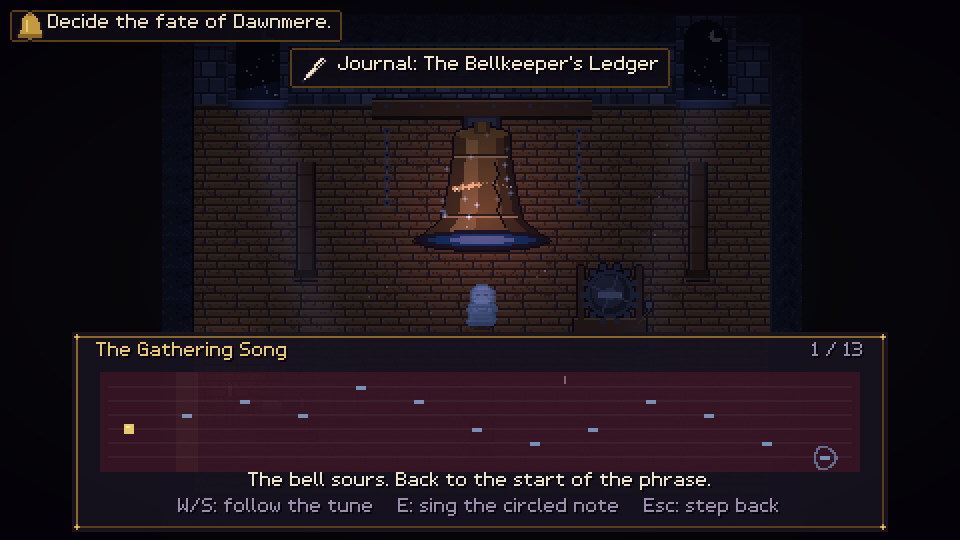 Decide the fate of Dawnmere.
Journal: The Bellkeeper's Ledger
The Gathering Song 1 / 13
The bell sours. Back to the start of the phrase.
W/S: follow the tune E: sing the circled note Esc: step back